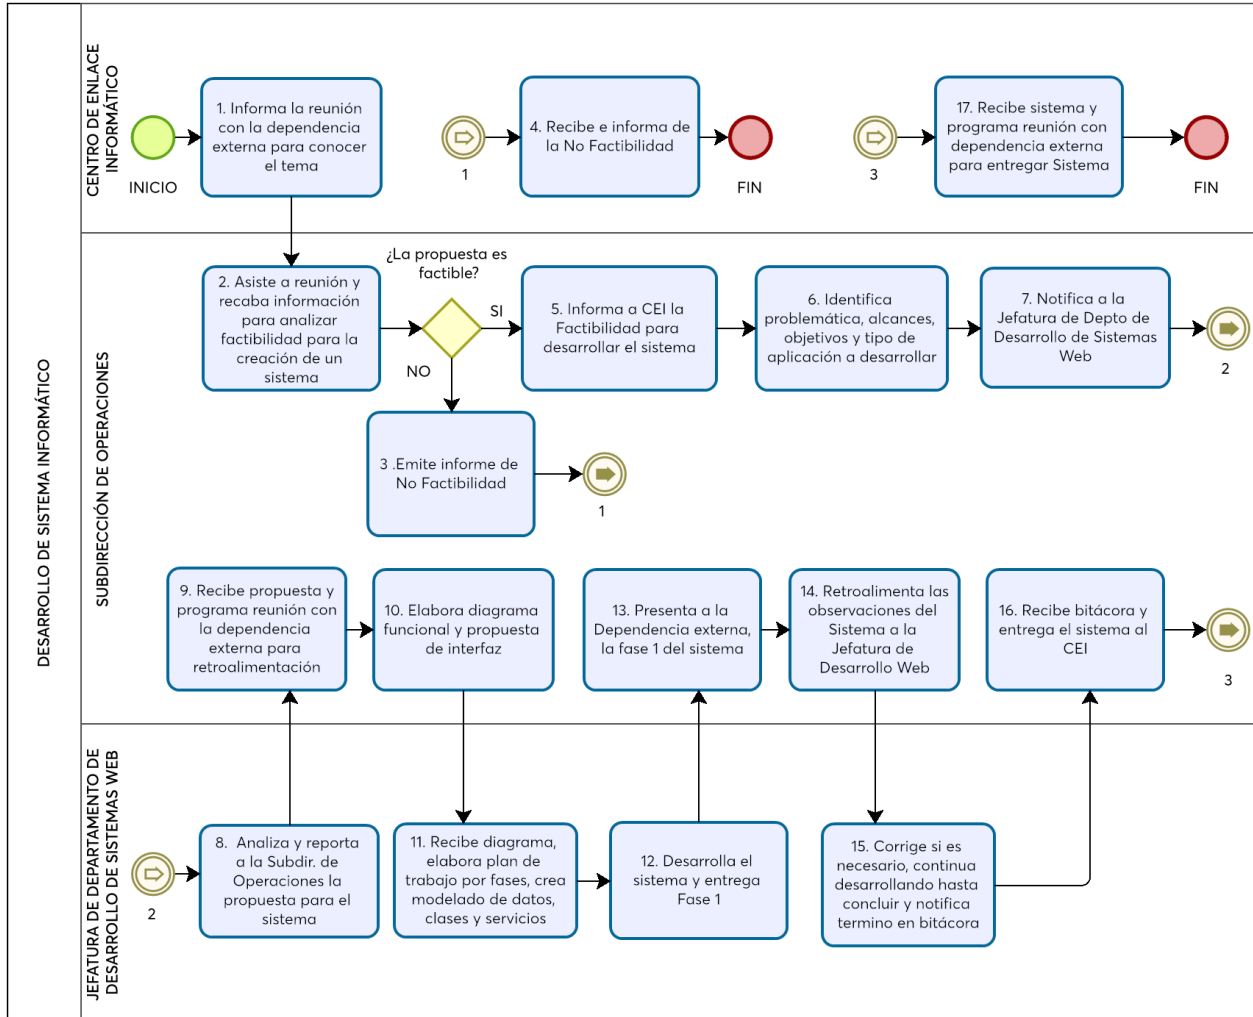 DESARROLLO DE SISTEMA INFORMÁTICO
CENTRO DE ENLACE
INFORMÁTICO
INICIO
1. Informa la reunión
con la dependencia
externa para conocer
el tema
1
4. Recibe e informa de
la No Factibilidad
FIN
3
17. Recibe sistema y
programa reunión con
dependencia externa
para entregar Sistema
FIN
SUBDIRECCIÓN DE OPERACIONES
2. Asiste a reunión y
recaba información
para analizar
factibilidad para la
creación de un
sistema
¿La propuesta es
factible?
SI
NO
5. Informa a CEI la
Factibilidad para
desarrollar el sistema
6. Identifica
problemática, alcances,
objetivos y tipo de
aplicación a desarrollar
7. Notifica a la
Jefatura de Depto de
Desarrollo de Sistemas
Web
2
3 .Emite informe de
No Factibilidad
1
9. Recibe propuesta y
programa reunión con
la dependencia
externa para
retroalimentación
10. Elabora diagrama
funcional y propuesta
de interfaz
13. Presenta a la
Dependencia externa,
la fase 1 del sistema
14. Retroalimenta las
observaciones del
Sistema a la
Jefatura de
Desarrollo Web
16. Recibe bitácora y
entrega el sistema al
CEI
3
JEFATURA DE DEPARTAMENTO DE
DESARROLLO DE SISTEMAS WEB
2
8. Analiza y reporta
a la Subdir. de
Operaciones la
propuesta para el
sistema
11. Recibe diagrama,
elabora plan de
trabajo por fases, crea
modelado de datos,
clases y servicios
12. Desarrolla el
sistema y entrega
Fase 1
15. Corrige si es
necesario, continua
desarrollando hasta
concluir y notifica
termino en bitácora